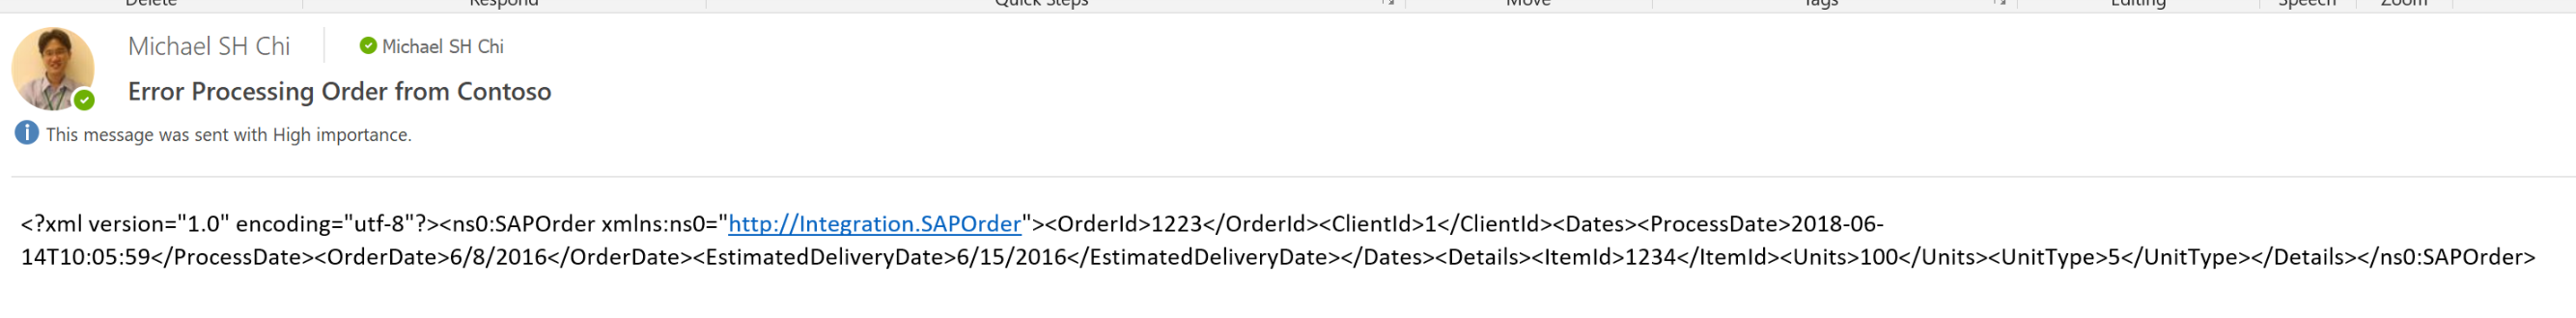 Delete Respond Quick Steps Move Tags Editing Speech Zoom
Michael SH Chi Michael SH Chi
Error Processing Order from Contoso
This message was sent with High importance.
<?xml version="1.0" encoding="utf-8"?><ns0:SAPOrder xmlns:ns0="http://Integration.SAPOrder"><OrderId>1223</OrderId><ClientId>1</ClientId><Dates><ProcessDate>2018-06-
14T10:05:59</ProcessDate><OrderDate>6/8/2016</OrderDate><EstimatedDeliveryDate>6/15/2016</EstimatedDeliveryDate></Dates><Details><ItemId>1234</ItemId><Units>100</Units><UnitType>5</UnitType></Details></ns0:SAPOrder>